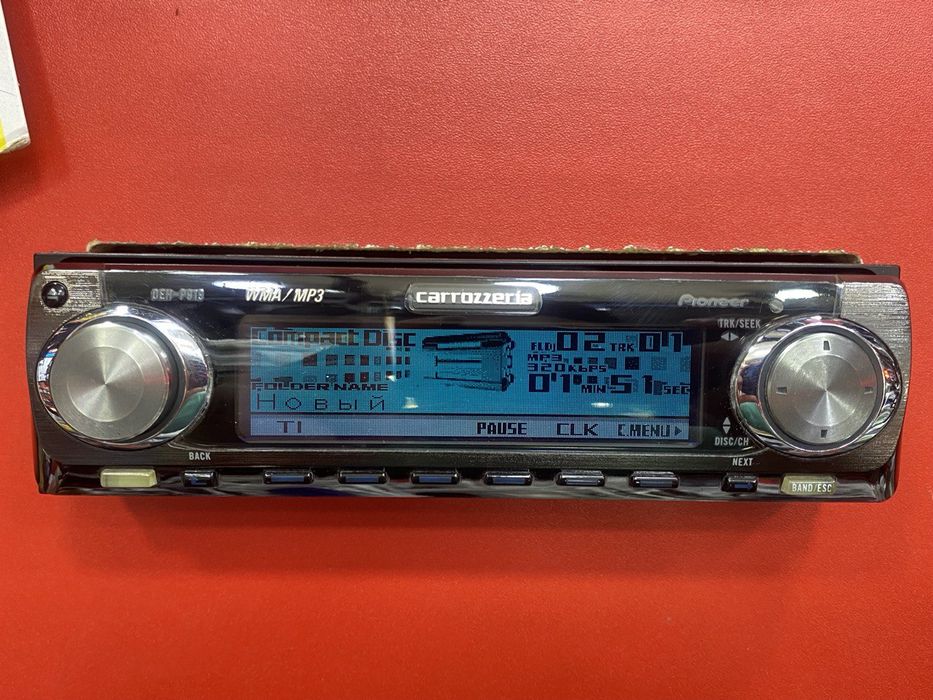 DEH-P919
WMA/MP3
carrozzeria
Pioneer
TRK/SEEK
Compact Disc
FLD 02 TRK 01
MP3
320kbps
01 MIN 51 SEC
FOLDER NAME
Новый
TI
PAUSE
CLK
C.MENU
DISC/CH
BACK
NEXT
BAND/ESC